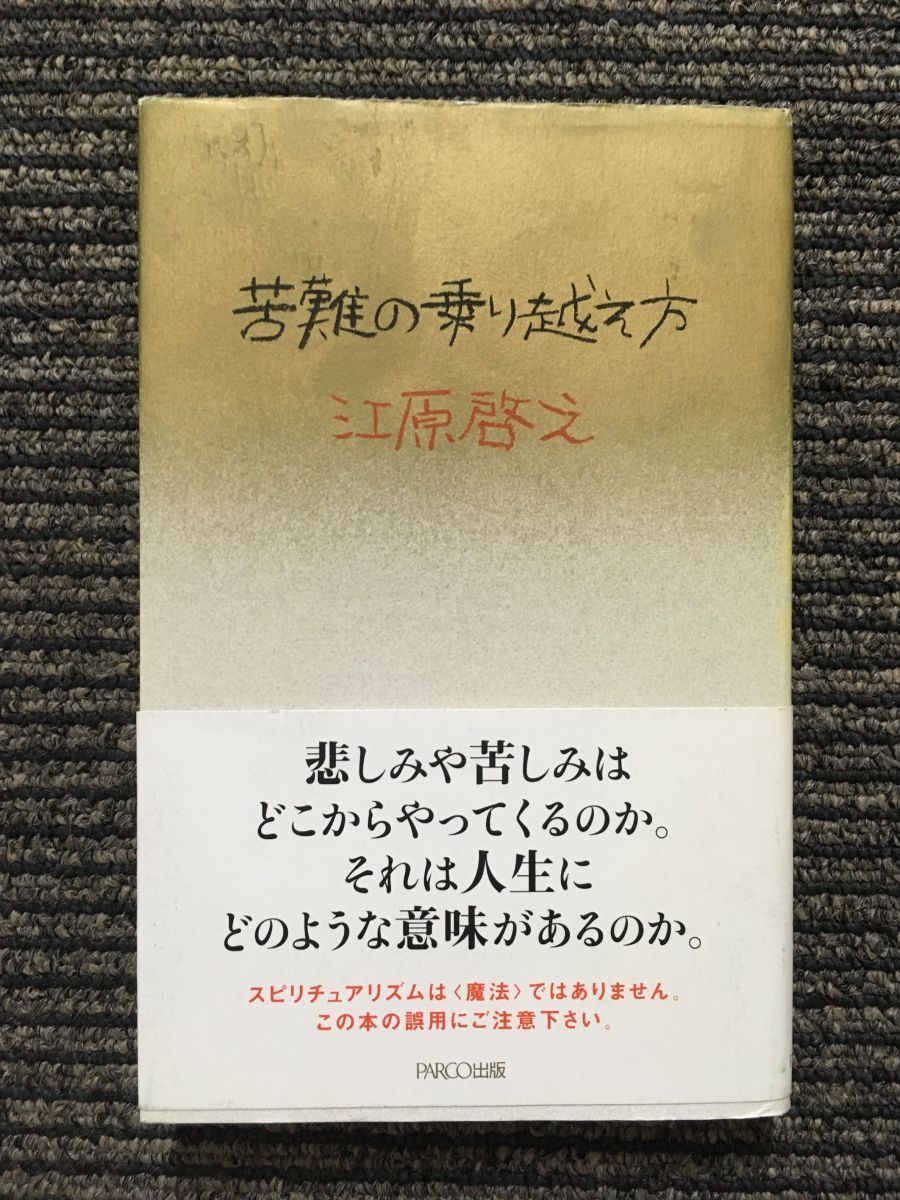 苦難の乗り越え方
江原啓之
悲しみや苦しみは
どこからやってくるのか。
それは人生に
どのような意味があるのか。
スピリチュアリズムは〈魔法〉ではありません。
この本の誤用にご注意下さい。
PARCO出版